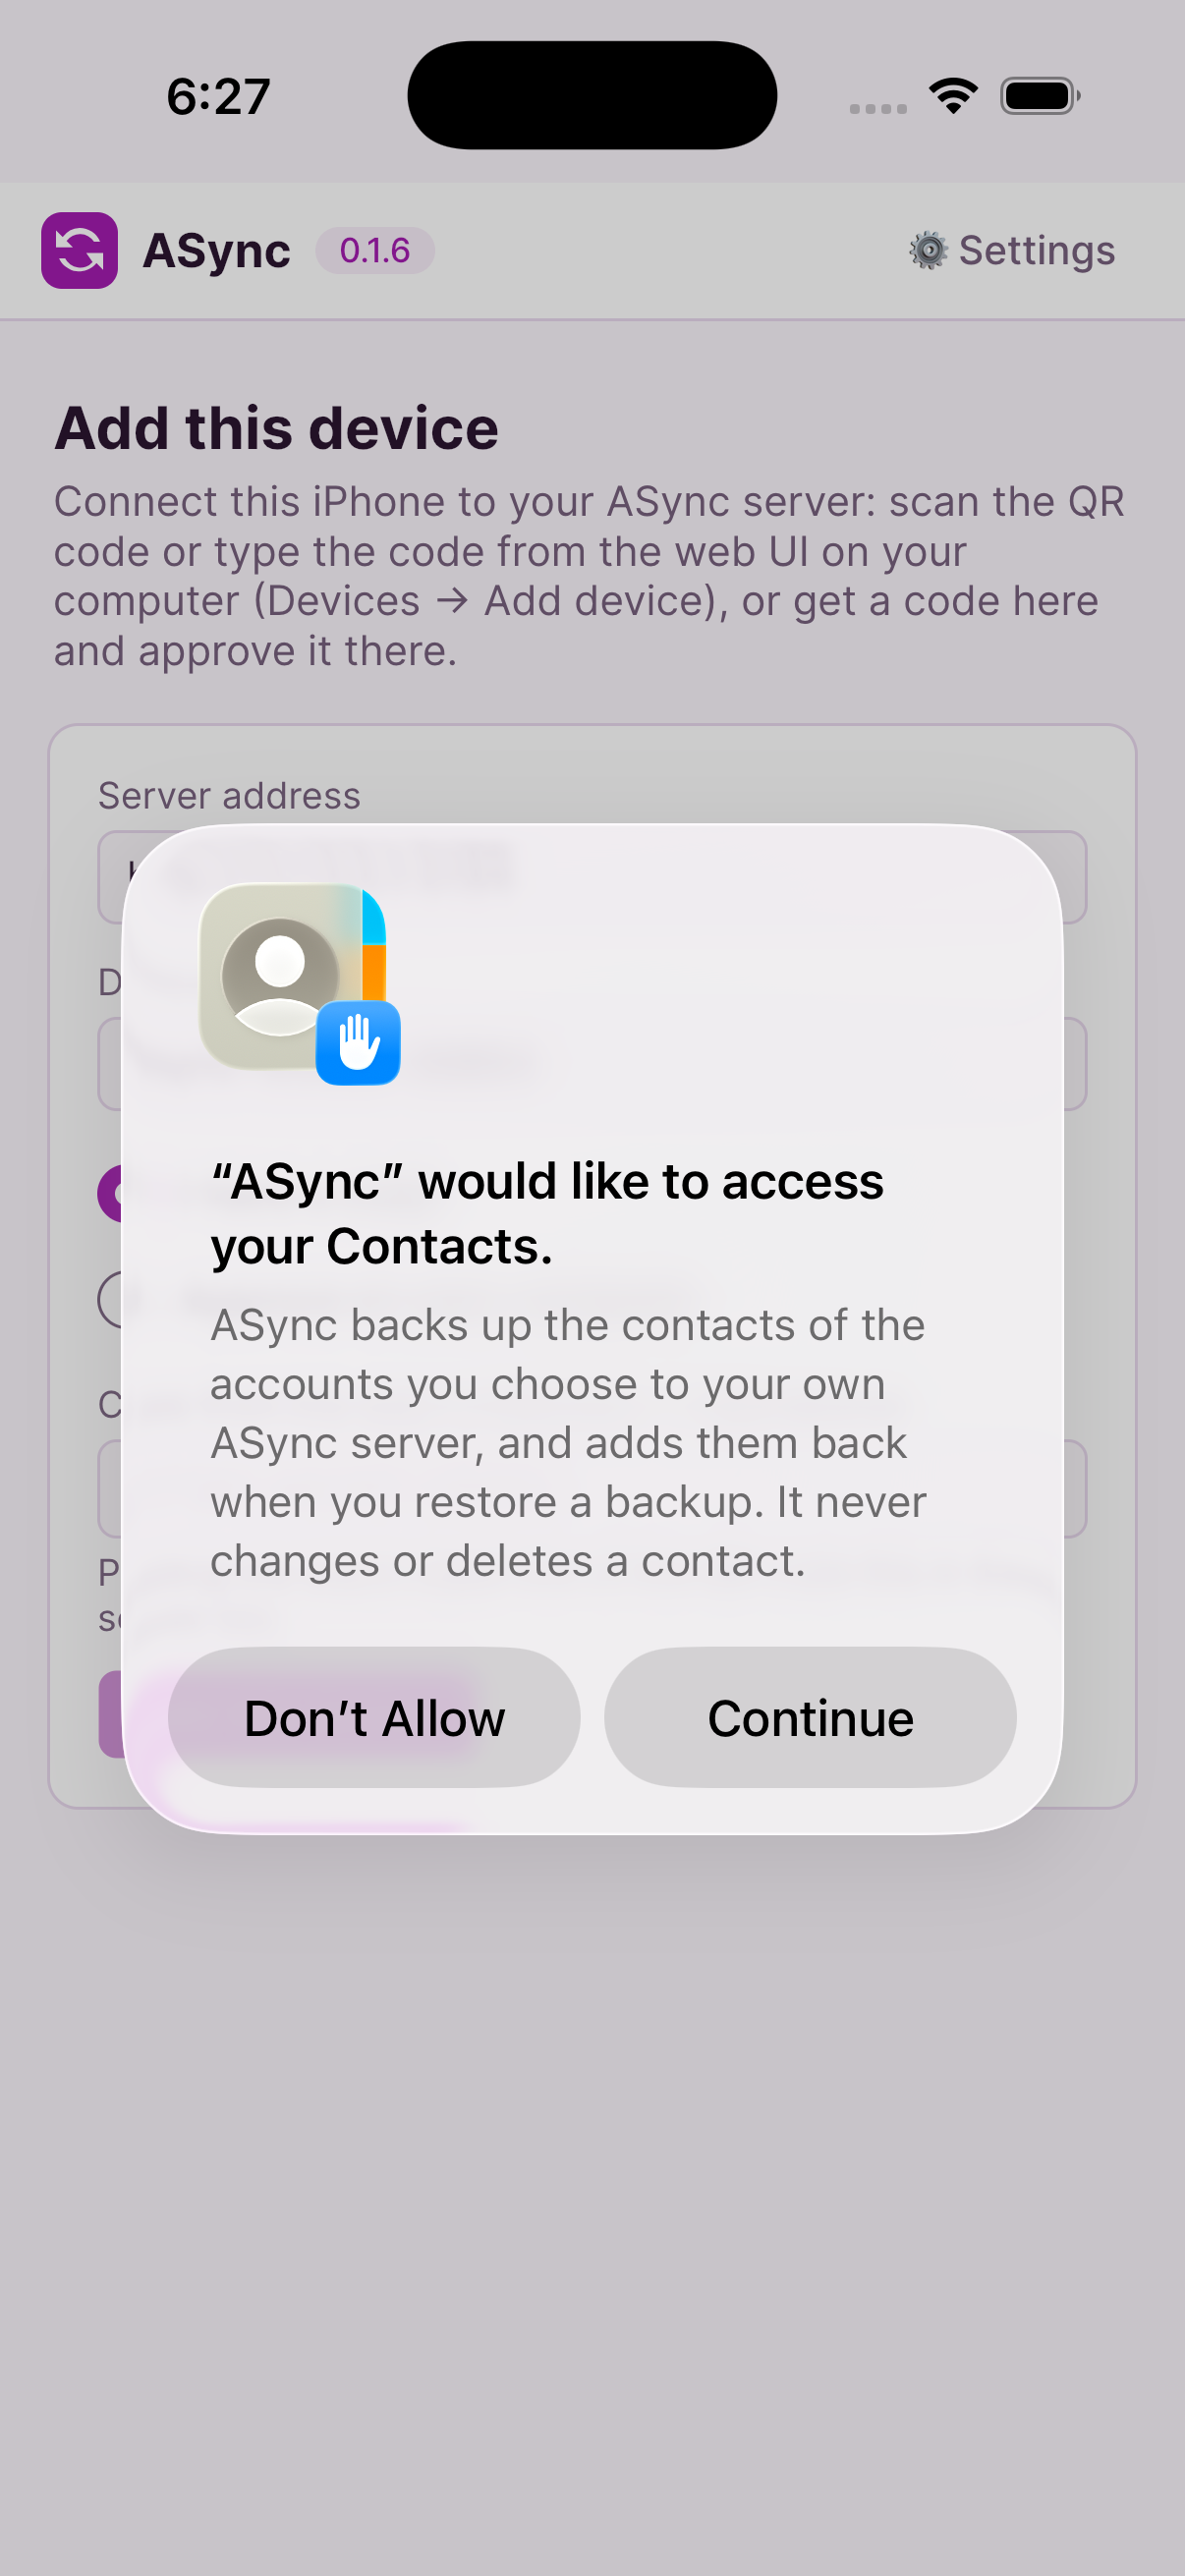 6:27
ASync 0.1.6 Settings
Add this device
Connect this iPhone to your ASync server: scan the QR
code or type the code from the web UI on your
computer (Devices → Add device), or get a code here
and approve it there.
Server address
“ASync” would like to access
your Contacts.
ASync backs up the contacts of the
accounts you choose to your own
ASync server, and adds them back
when you restore a backup. It never
changes or deletes a contact.
Don’t Allow
Continue